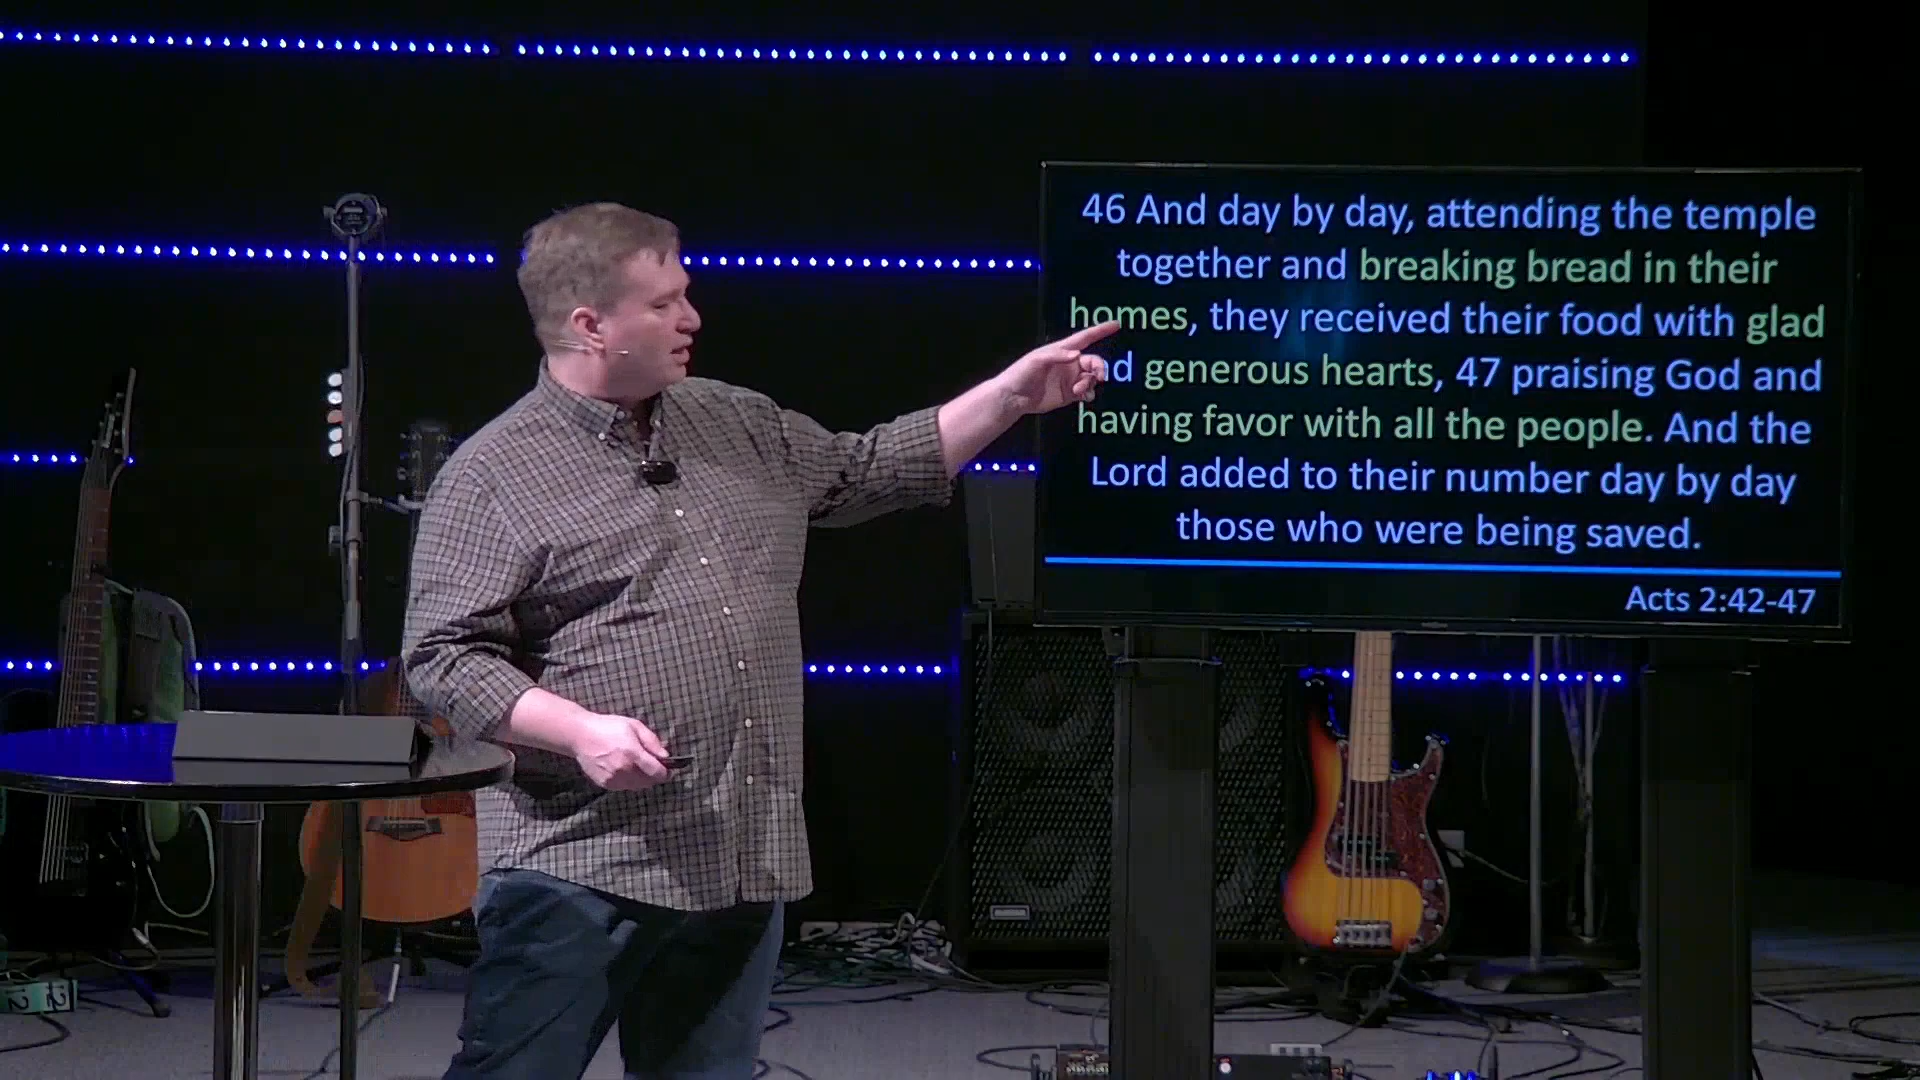 46 And day by day, attending the temple
together and breaking bread in their
homes, they received their food with glad
nd generous hearts, 47 praising God and
having favor with all the people. And the
Lord added to their number day by day
those who were being saved.
Acts 2:42-47